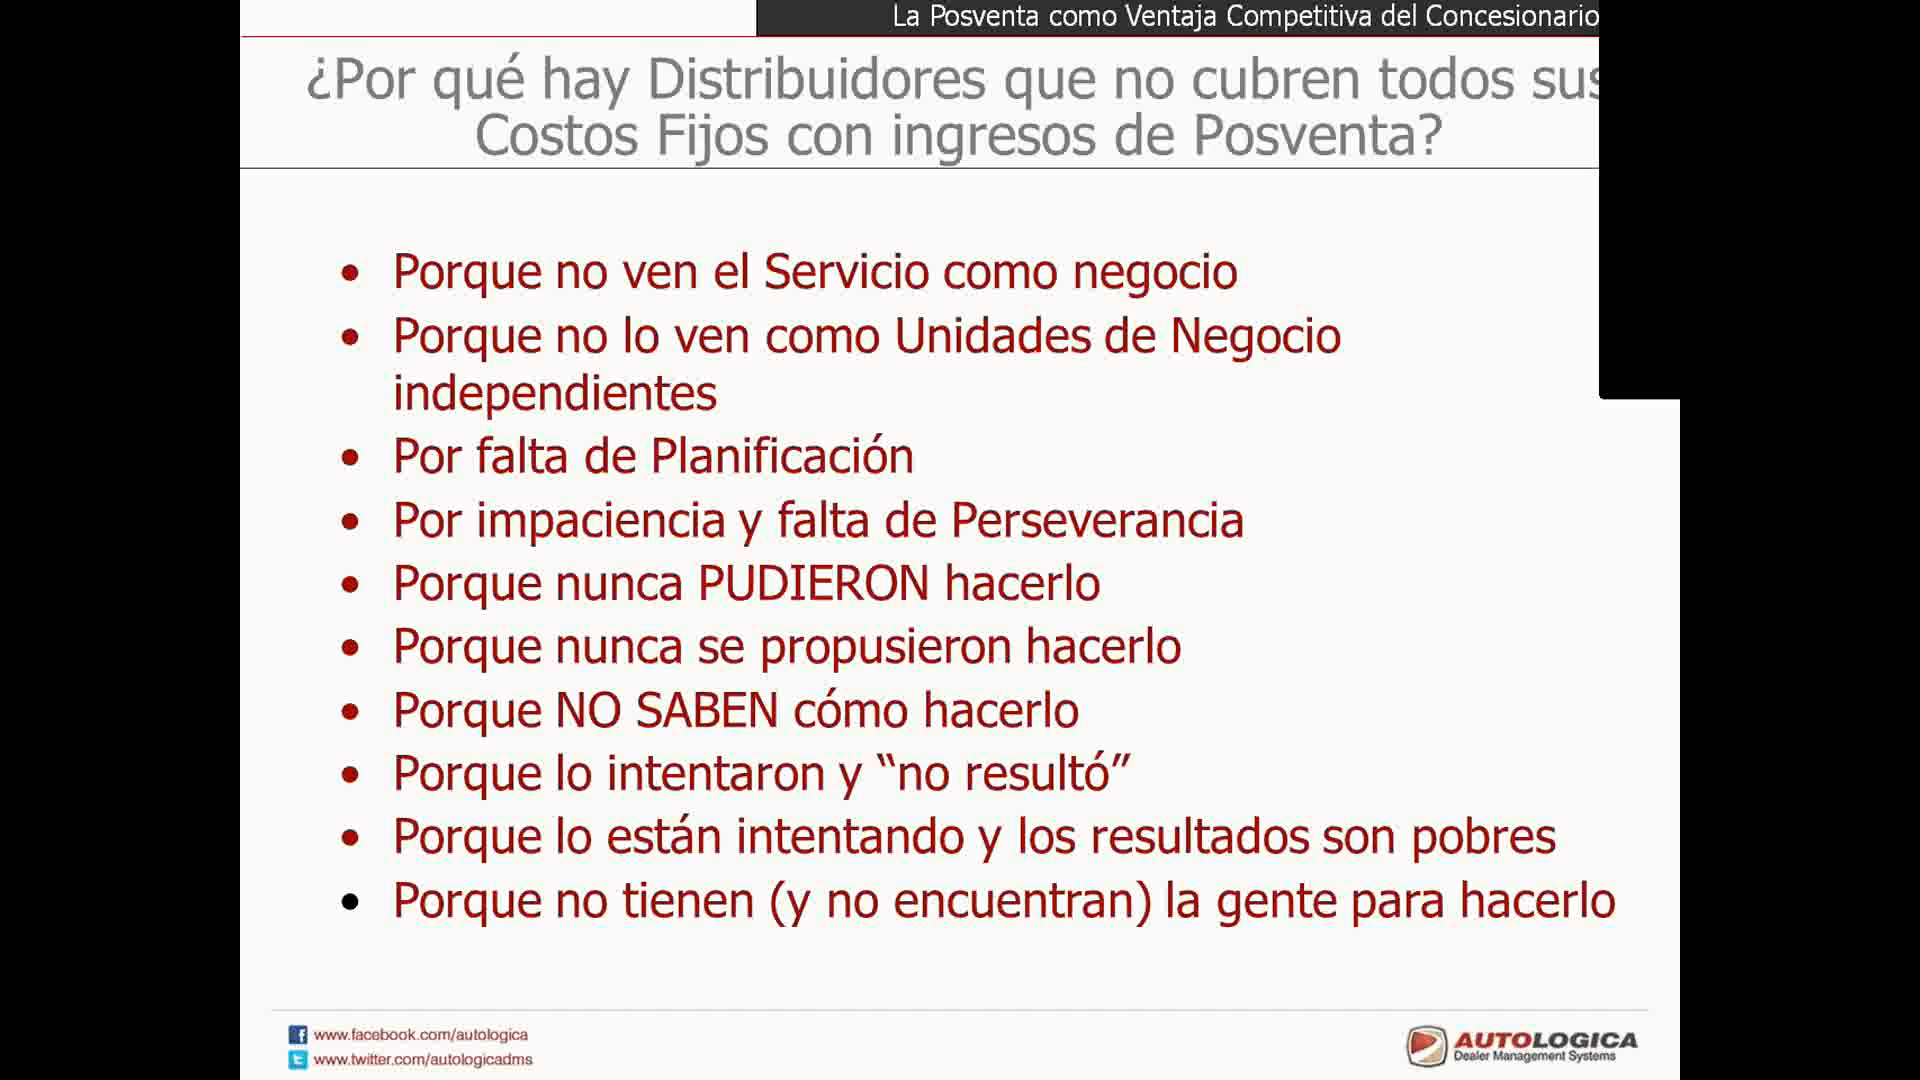 La Posventa como Ventaja Competitiva del Concesionario
¿Por qué hay Distribuidores que no cubren todos sus
Costos Fijos con ingresos de Posventa?
• Porque no ven el Servicio como negocio
• Porque no lo ven como Unidades de Negocio
independientes
• Por falta de Planificación
• Por impaciencia y falta de Perseverancia
• Porque nunca PUDIERON hacerlo
• Porque nunca se propusieron hacerlo
• Porque NO SABEN cómo hacerlo
• Porque lo intentaron y “no resultó”
• Porque lo están intentando y los resultados son pobres
• Porque no tienen (y no encuentran) la gente para hacerlo
www.facebook.com/autologica
www.twitter.com/autologicadms
AUTOLOGICA
Dealer Management Systems